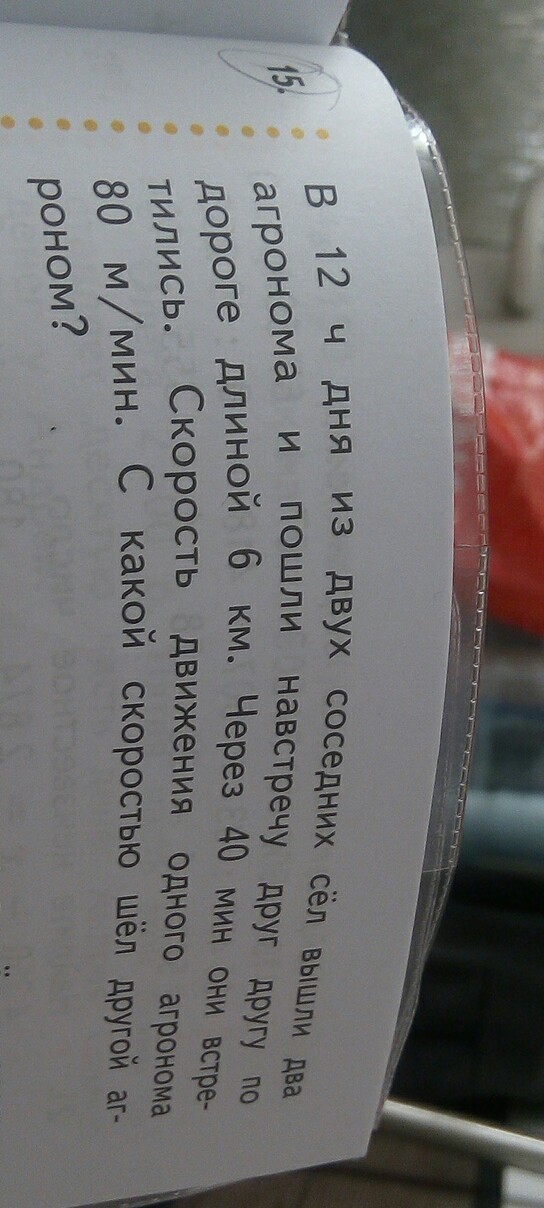 15.
В 12 ч дня из двух соседних сёл вышли два
агронома и пошли навстречу друг другу по
дороге длиной 6 км. Через 40 мин они встре-
тились. Скорость движения одного агронома
80 м/мин. С какой скоростью шёл другой аг-
роном?